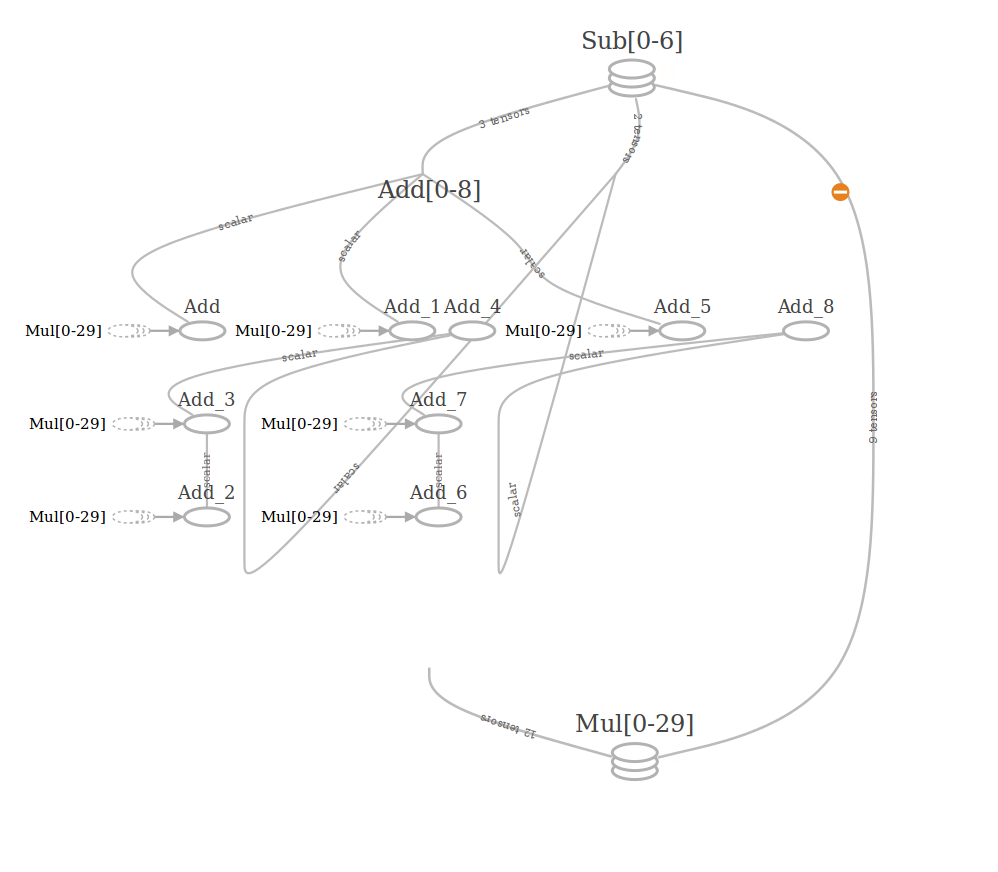 Sub[0-6]
3 tensors
2 tensors
Add[0-8]
scalar
scalar
scalar
Add
Add_1
Add_4
Add_5
Add_8
Mul[0-29]
Mul[0-29]
Mul[0-29]
scalar
scalar
Add_3
Add_7
9 tensors
Mul[0-29]
Mul[0-29]
scalar
scalar
scalar
scalar
Add_2
Add_6
Mul[0-29]
Mul[0-29]
12 tensors
Mul[0-29]